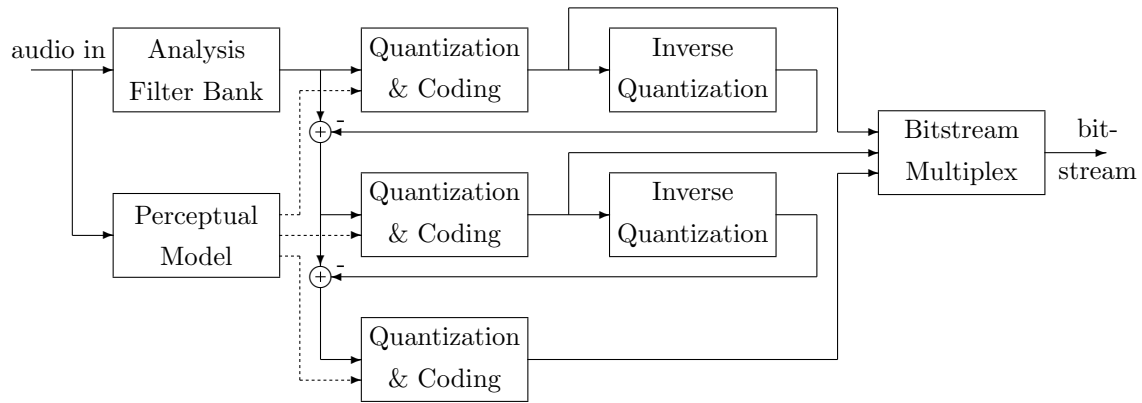 audio in
Analysis
Filter Bank
Quantization
& Coding
Inverse
Quantization
-
+
Bitstream
Multiplex
bit-
stream
Perceptual
Model
Quantization
& Coding
Inverse
Quantization
-
+
Quantization
& Coding